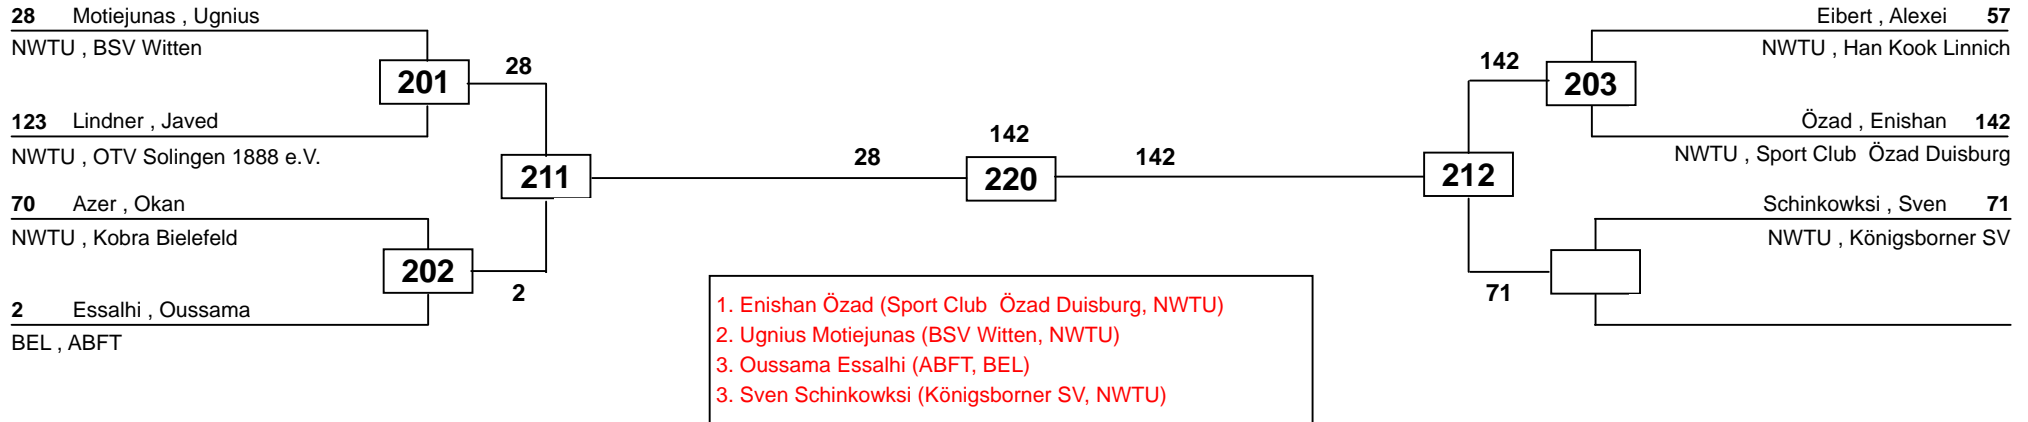 28 Motiejunas , Ugnius
NWTU , BSV Witten
201
28
123 Lindner , Javed
NWTU , OTV Solingen 1888 e.V.
211
70 Azer , Okan
NWTU , Kobra Bielefeld
202
2
2 Essalhi , Oussama
BEL , ABFT
28
142
220
142
Eibert , Alexei 57
NWTU , Han Kook Linnich
142
203
Özad , Enishan 142
NWTU , Sport Club Özad Duisburg
212
Schinkowksi , Sven 71
NWTU , Königsborner SV
71
1. Enishan Özad (Sport Club Özad Duisburg, NWTU)
2. Ugnius Motiejunas (BSV Witten, NWTU)
3. Oussama Essalhi (ABFT, BEL)
3. Sven Schinkowksi (Königsborner SV, NWTU)